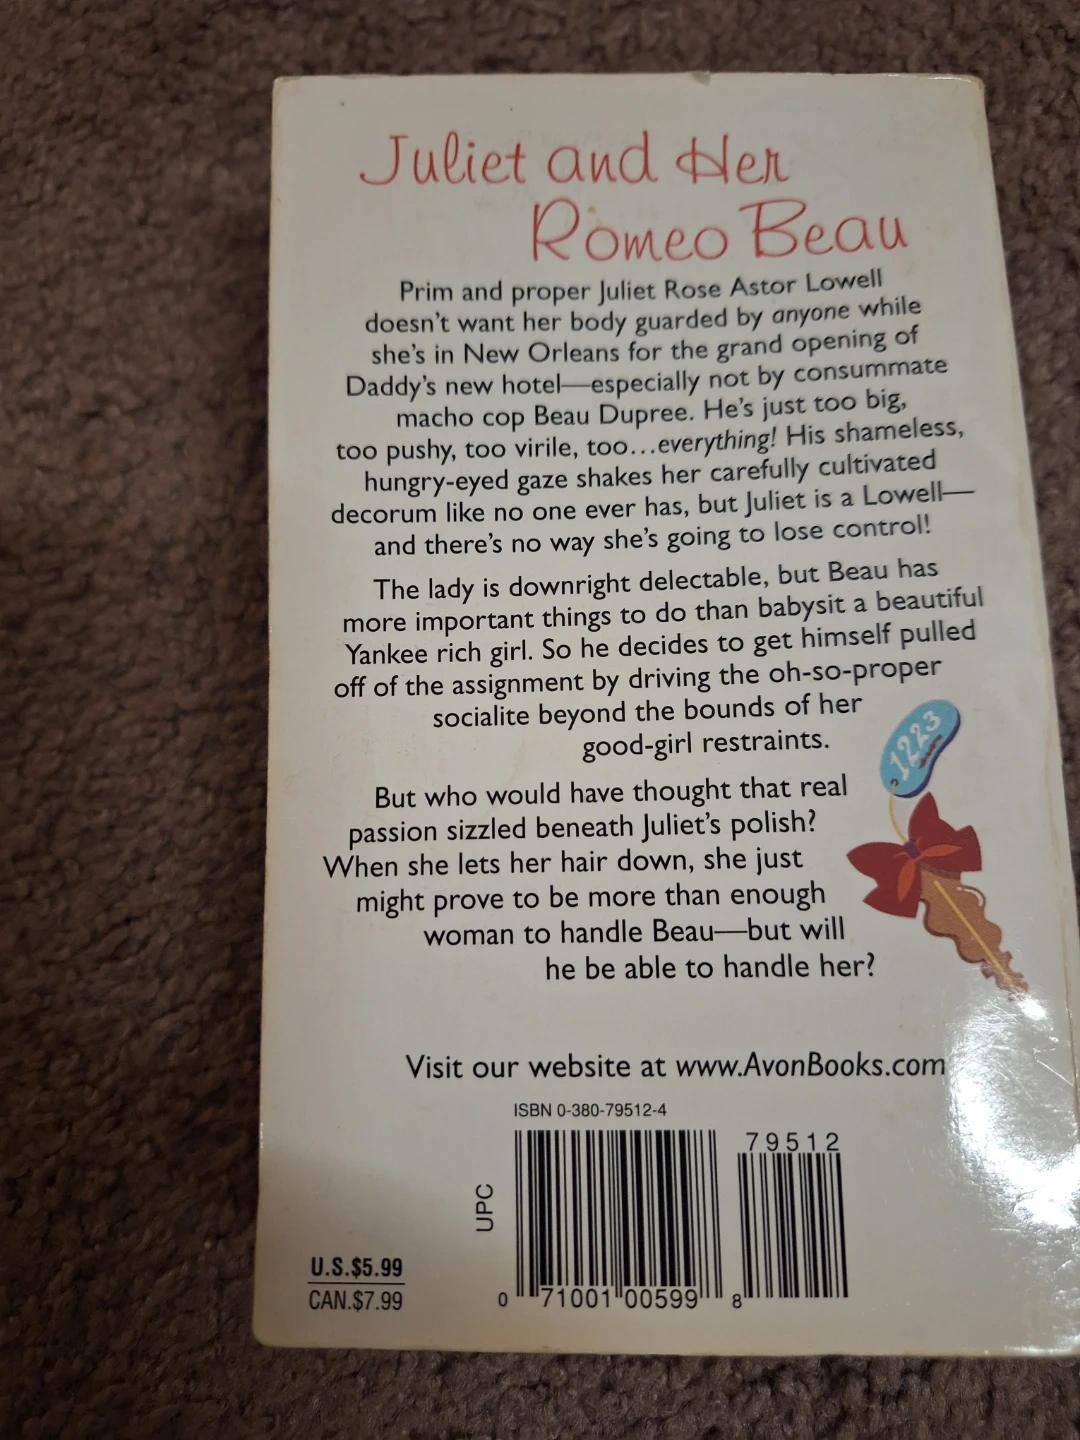 Juliet and Her
Romeo Beau
Prim and proper Juliet Rose Astor Lowell
doesn't want her body guarded by anyone while
she's in New Orleans for the grand opening of
Daddy's new hotel—especially not by consummate
macho cop Beau Dupree. He's just too big,
too pushy, too virile, too...everything! His shameless,
hungry-eyed gaze shakes her carefully cultivated
decorum like no one ever has, but Juliet is a Lowell—
and there's no way she's going to lose control!
The lady is downright delectable, but Beau has
more important things to do than babysit a beautiful
Yankee rich girl. So he decides to get himself pulled
off of the assignment by driving the oh-so-proper
socialite beyond the bounds of her
good-girl restraints.
1223
But who would have thought that real
passion sizzled beneath Juliet's polish?
When she lets her hair down, she just
might prove to be more than enough
woman to handle Beau—but will
he be able to handle her?
Visit our website at www.AvonBooks.com
ISBN 0-380-79512-4
79512
UPC
U.S.$5.99
CAN.$7.99
0 71001 00599 8